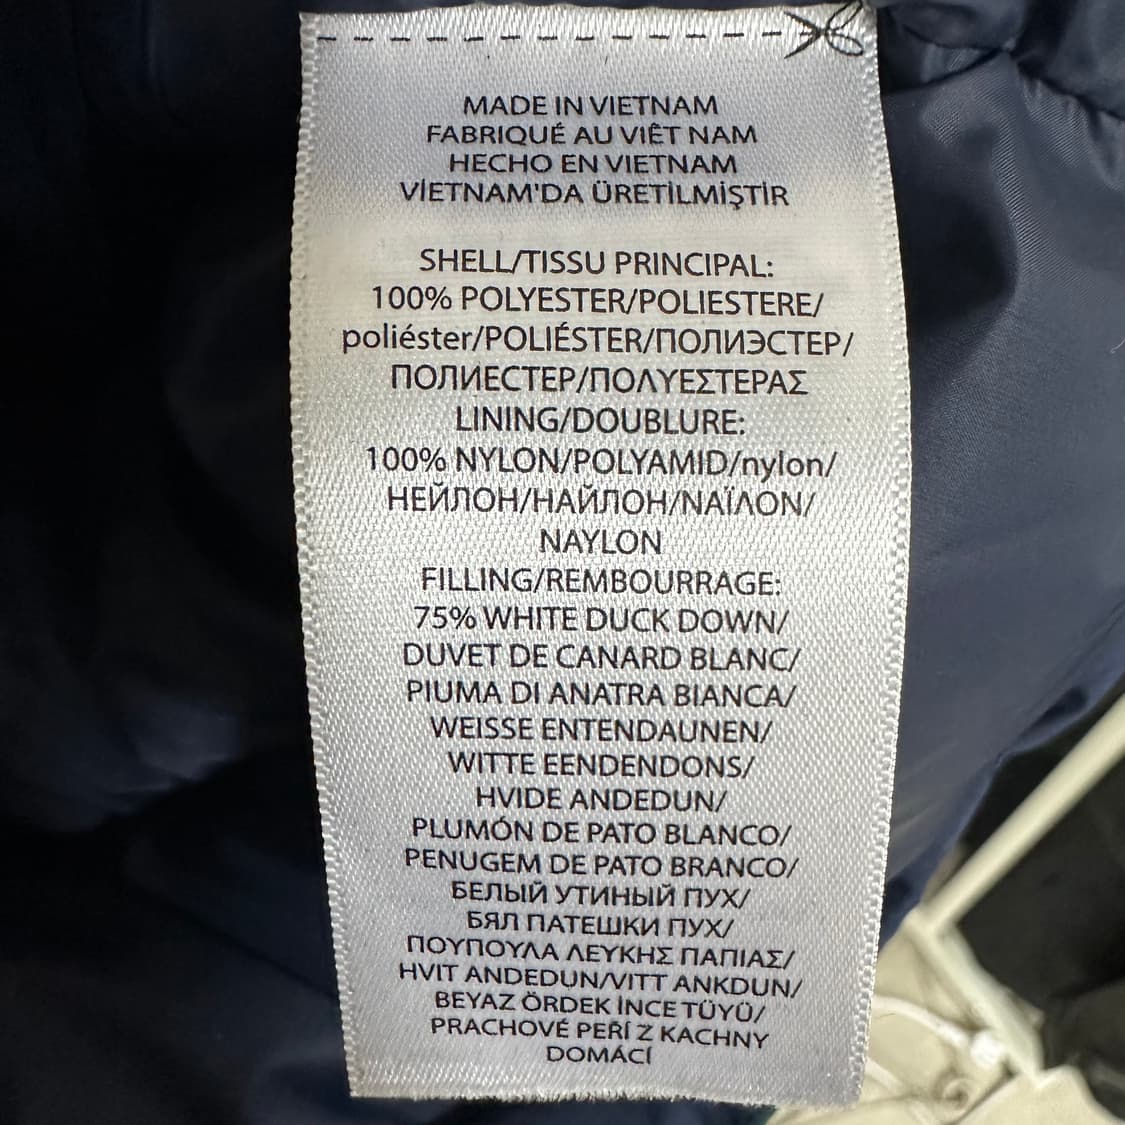 MADE IN VIETNAM
FABRIQUÉ AU VIÊT NAM
HECHO EN VIETNAM
VİETNAM'DA ÜRETİLMİŞTİR
SHELL/TISSU PRINCIPAL:
100% POLYESTER/POLIESTERE/
poliéster/POLIÉSTER/ПОЛИЭСТЕР/
ПОЛИЕСТЕР/ΠΟΛΥΕΣΤΕΡΑΣ
LINING/DOUBLURE:
100% NYLON/POLYAMID/nylon/
НЕЙЛОН/НАЙЛОН/ΝΑΪΛΟΝ/
NAYLON
FILLING/REMBOURRAGE:
75% WHITE DUCK DOWN/
DUVET DE CANARD BLANC/
PIUMA DI ANATRA BIANCA/
WEISSE ENTENDAUNEN/
WITTE EENDENDONS/
HVIDE ANDEDUN/
PLUMÓN DE PATO BLANCO/
PENUGEM DE PATO BRANCO/
БЕЛЫЙ УТИНЫЙ ПУХ/
БЯЛ ПАТЕШКИ ПУХ/
ΠΟΥΠΟΥΛΑ ΛΕΥΚΗΣ ΠΑΠΙΑΣ/
HVIT ANDEDUN/VITT ANKDUN/
BEYAZ ÖRDEK İNCE TÜYÜ/
PRACHOVÉ PEŘÍ Z KACHNY
DOMÁCÍ